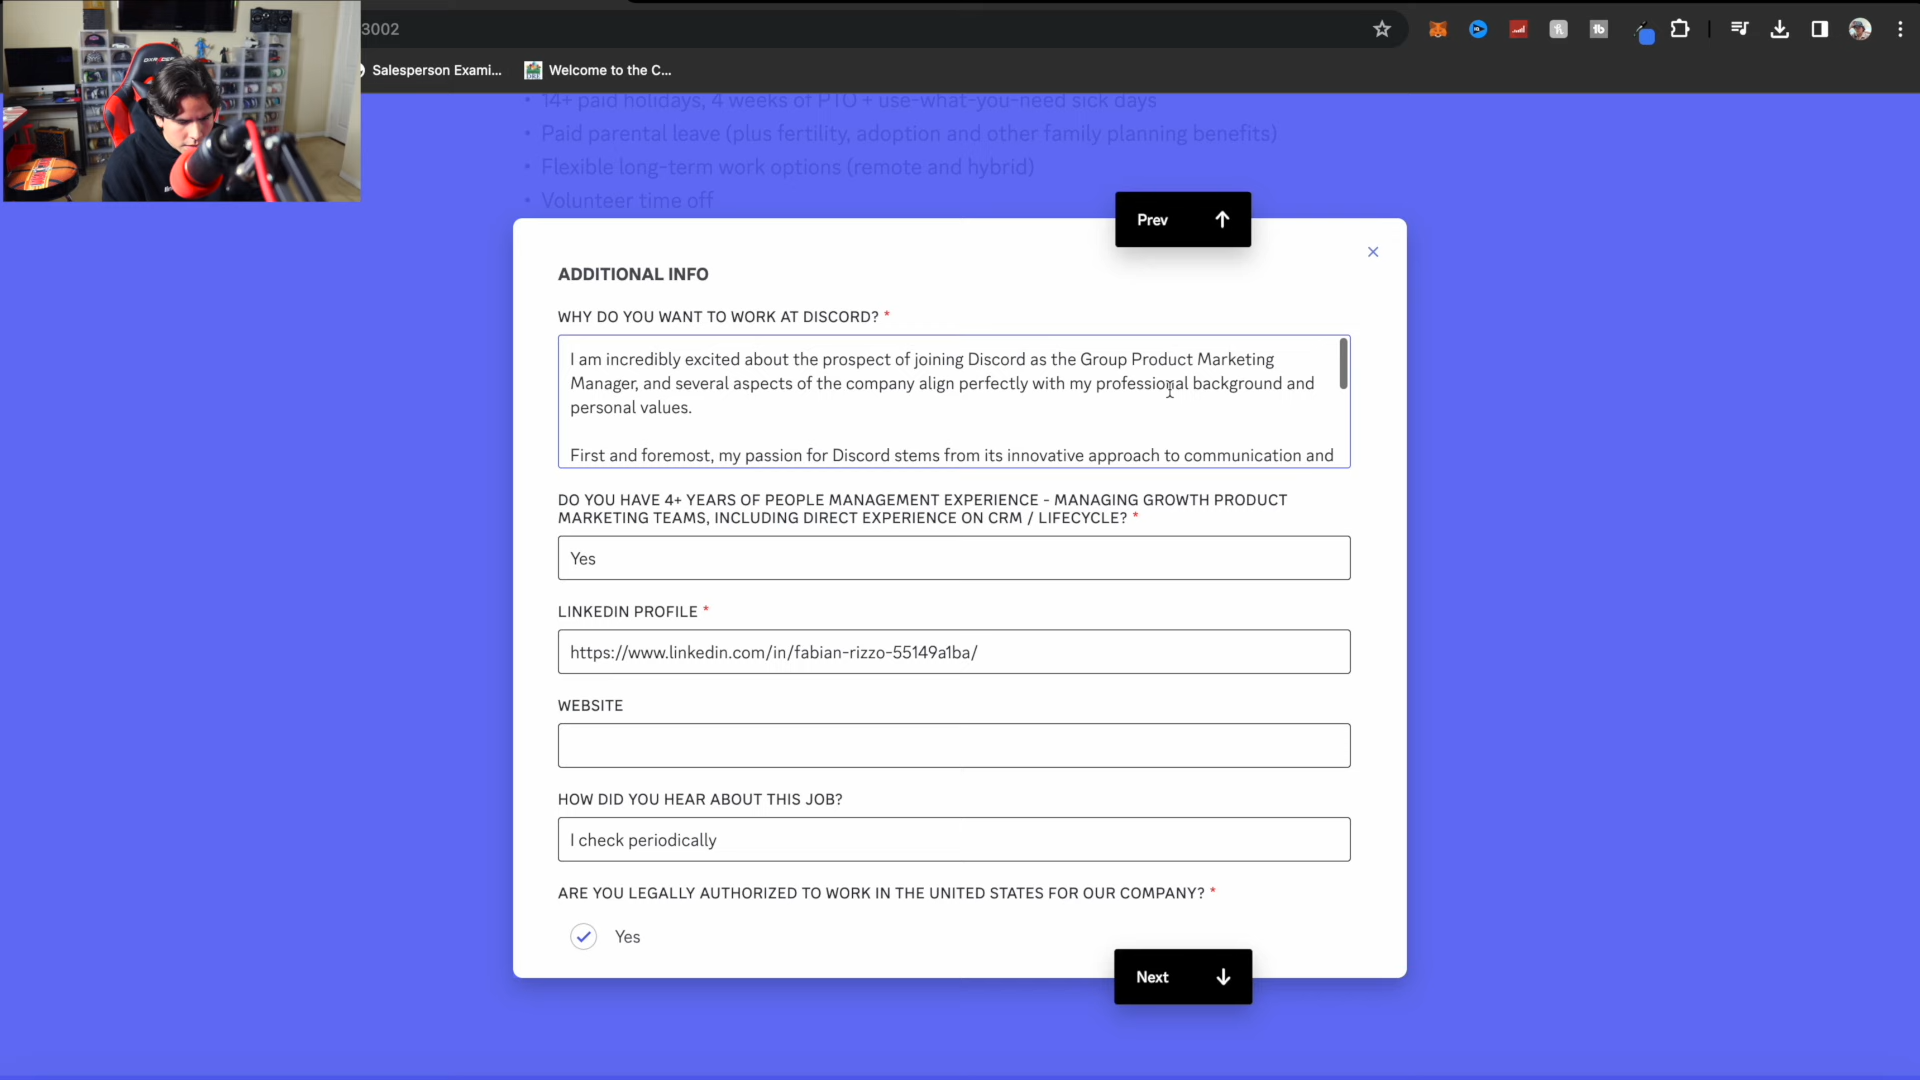 3002
Salesperson Exami...
Welcome to the C...
14+ paid holidays, 4 weeks of PTO + use-what-you-need sick days
Paid parental leave (plus fertility, adoption and other family planning benefits)
Flexible long-term work options (remote and hybrid)
Volunteer time off
Prev
ADDITIONAL INFO
WHY DO YOU WANT TO WORK AT DISCORD? *
I am incredibly excited about the prospect of joining Discord as the Group Product Marketing
Manager, and several aspects of the company align perfectly with my professional background and
personal values.
First and foremost, my passion for Discord stems from its innovative approach to communication and
DO YOU HAVE 4+ YEARS OF PEOPLE MANAGEMENT EXPERIENCE - MANAGING GROWTH PRODUCT
MARKETING TEAMS, INCLUDING DIRECT EXPERIENCE ON CRM / LIFECYCLE? *
Yes
LINKEDIN PROFILE *
https://www.linkedin.com/in/fabian-rizzo-55149a1ba/
WEBSITE
HOW DID YOU HEAR ABOUT THIS JOB?
I check periodically
ARE YOU LEGALLY AUTHORIZED TO WORK IN THE UNITED STATES FOR OUR COMPANY? *
Yes
Next